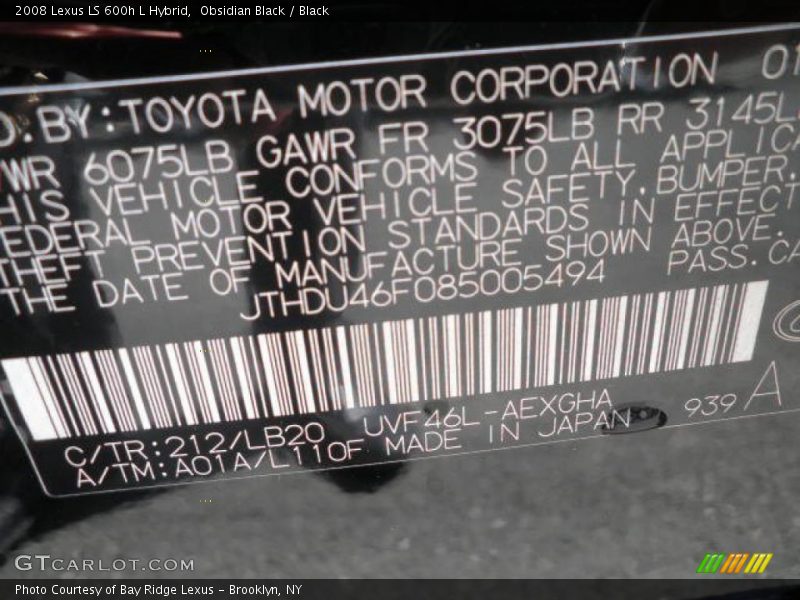 2008 Lexus LS 600h L Hybrid, Obsidian Black / Black
D.BY:TOYOTA MOTOR CORPORATION 01
WR 6075LB GAWR FR 3075LB RR 3145L
HIS VEHICLE CONFORMS TO ALL APPLICA
EDERAL MOTOR VEHICLE SAFETY, BUMPER,
THEFT PREVENTION STANDARDS IN EFFECT
THE DATE OF MANUFACTURE SHOWN ABOVE.
JTHDU46F085005494 PASS.CA
C/TR:212/LB20 UVF46L-AEXGHA
A/TM:A01A/L110F MADE IN JAPAN 939 A
GTCARLOT.COM
Photo Courtesy of Bay Ridge Lexus - Brooklyn, NY